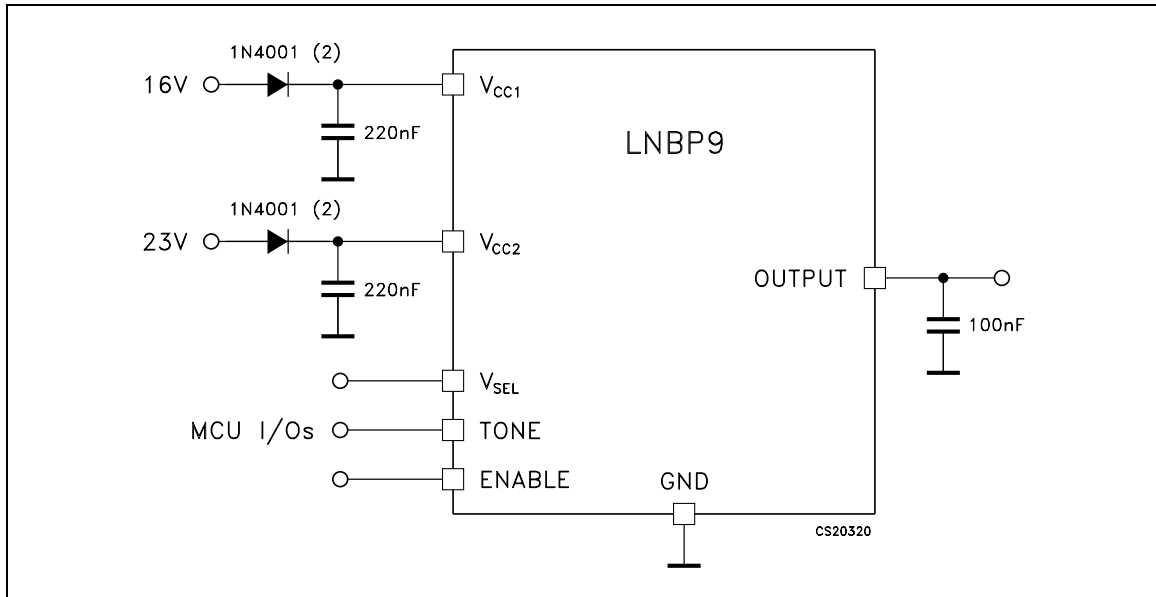 1N4001 (2)
16V
V_CC1
220nF
LNBP9
1N4001 (2)
23V
V_CC2
220nF
OUTPUT
100nF
V_SEL
MCU I/Os
TONE
ENABLE
GND
CS20320